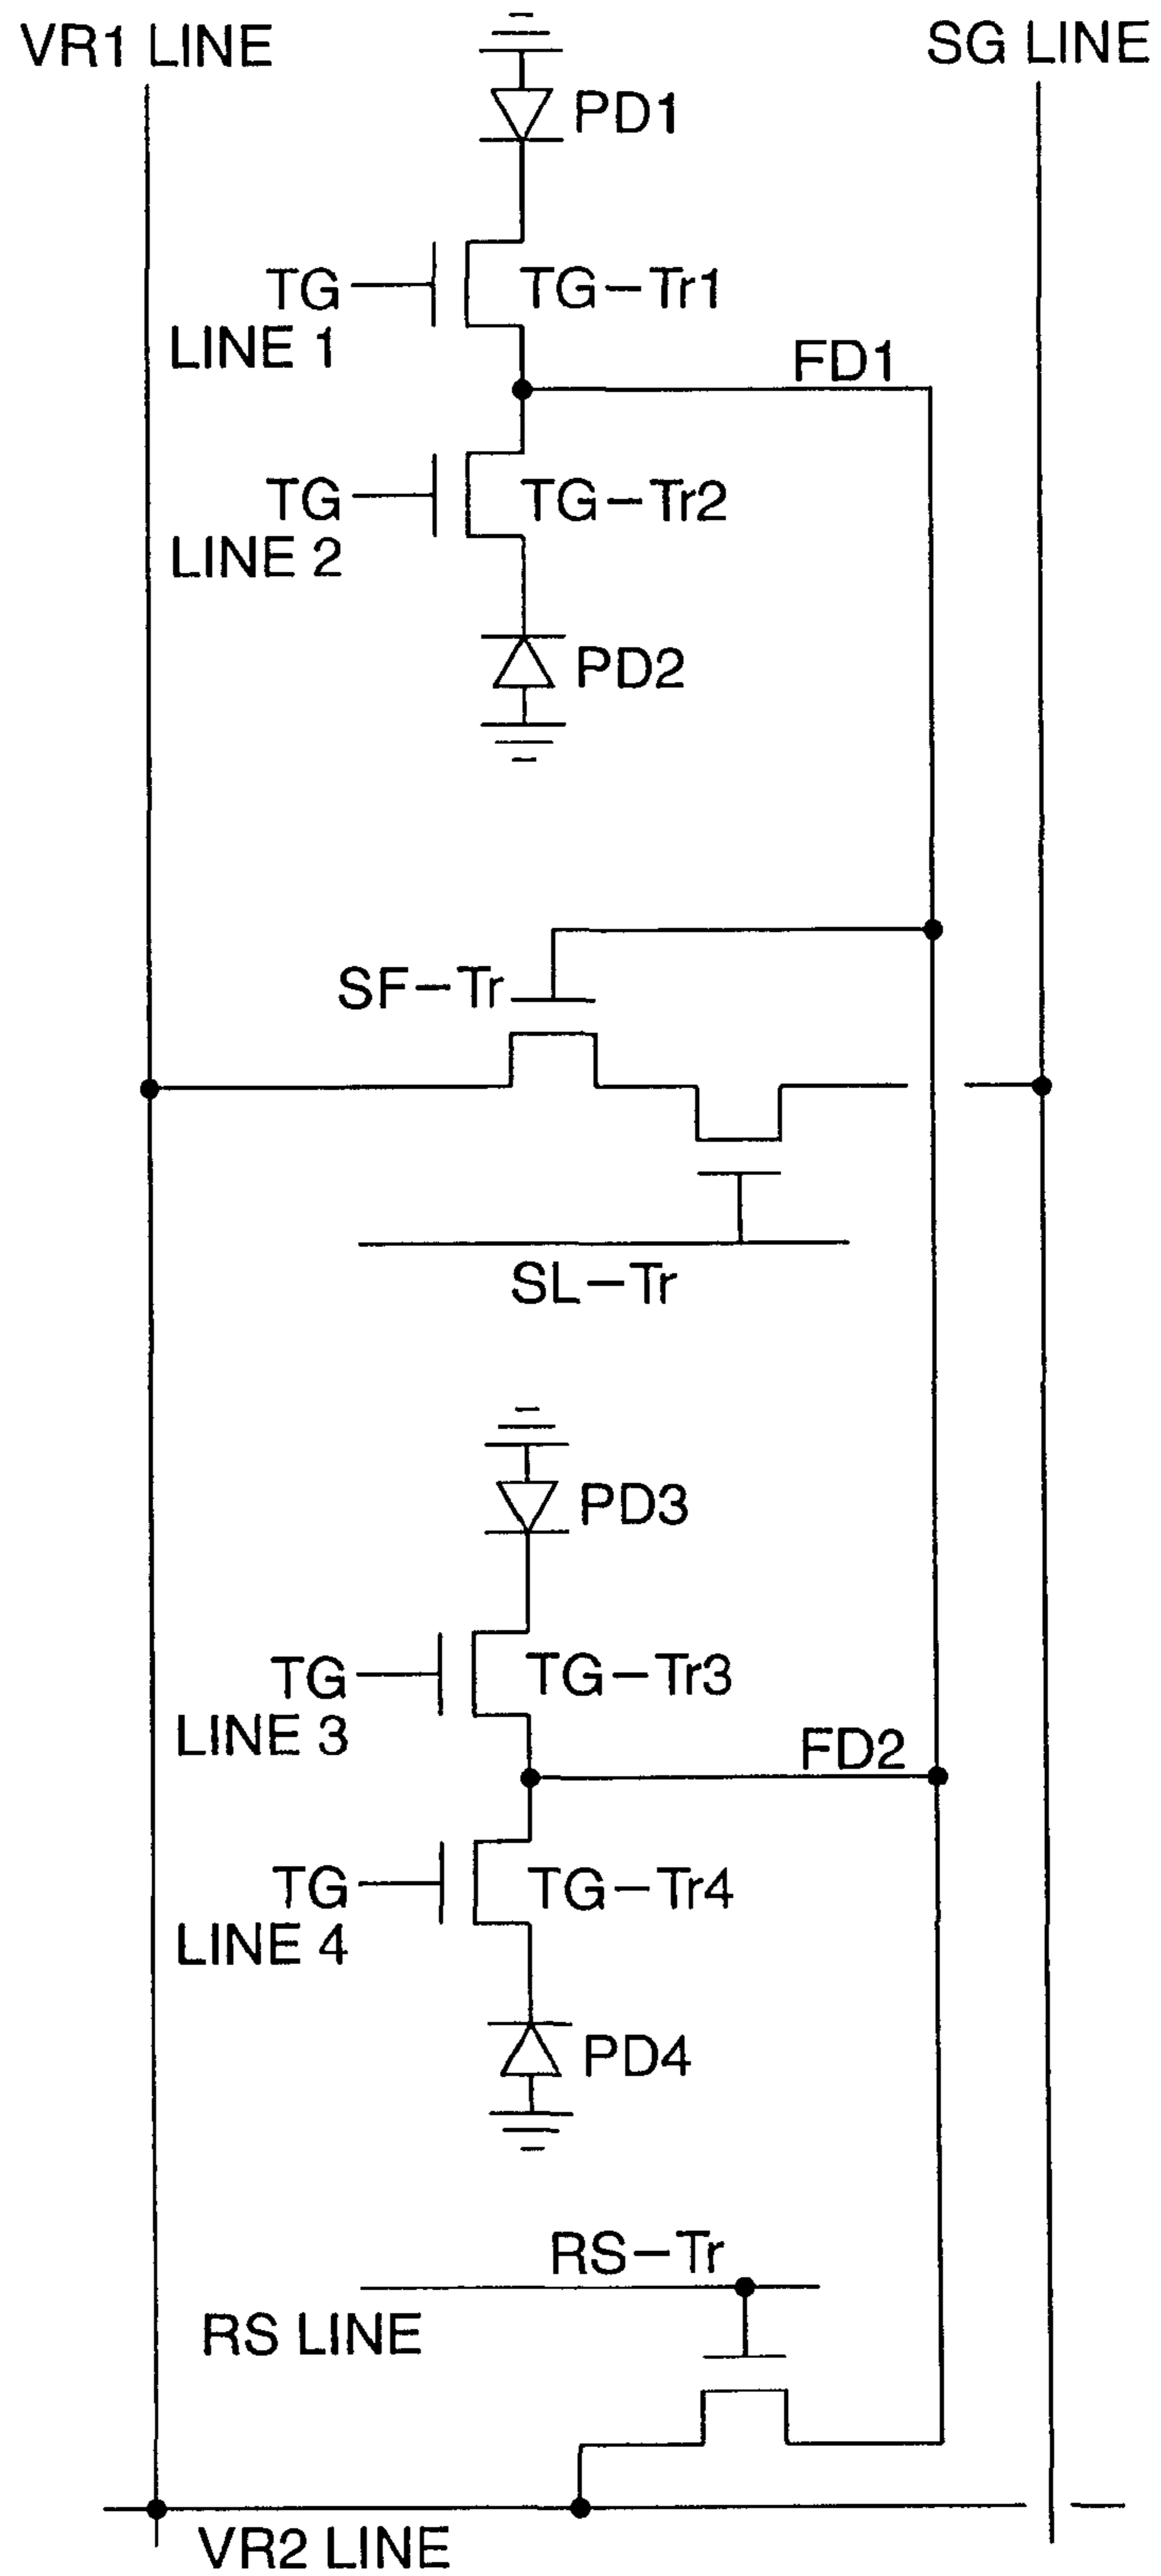 VR1 LINE
SG LINE
PD1
TG
LINE 1
TG-Tr1
FD1
TG
LINE 2
TG-Tr2
PD2
SF-Tr
SL-Tr
PD3
TG
LINE 3
TG-Tr3
FD2
TG
LINE 4
TG-Tr4
PD4
RS-Tr
RS LINE
VR2 LINE